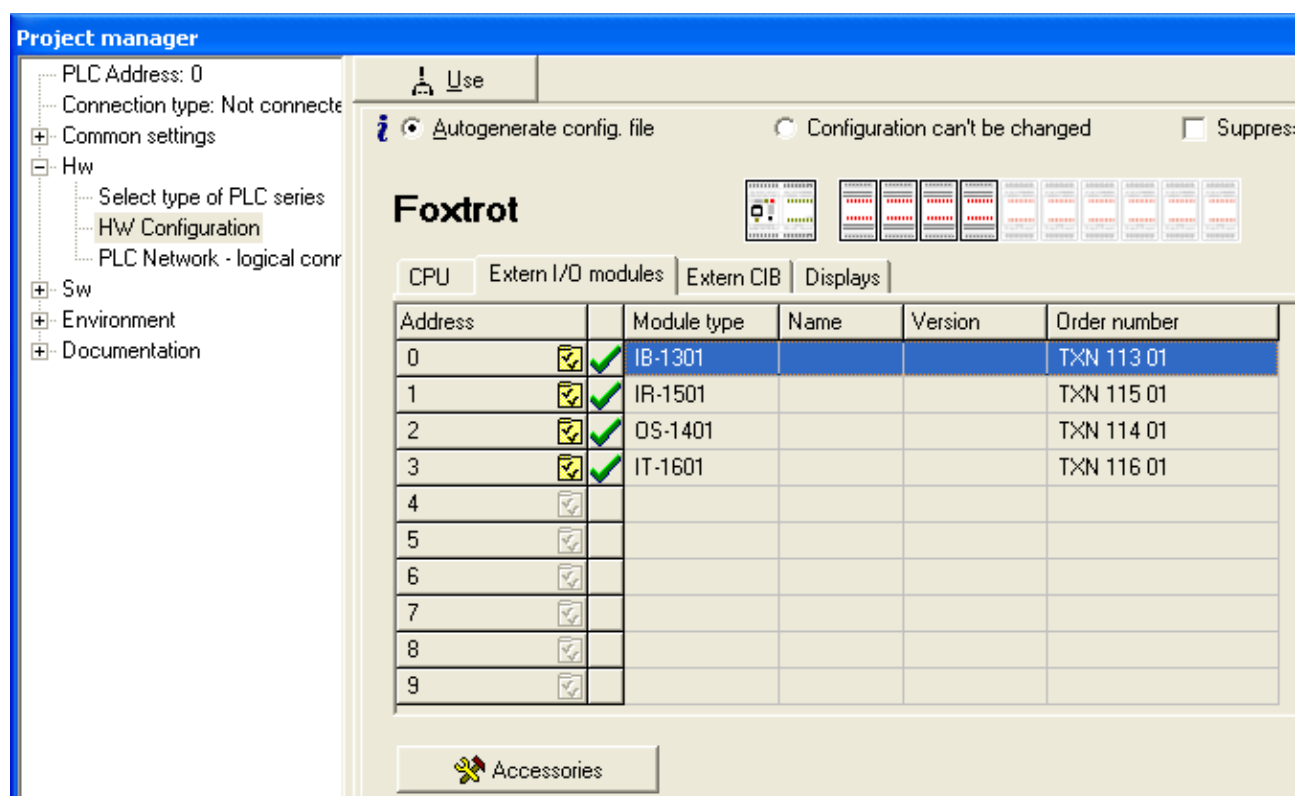 Project manager
PLC Address: 0
Connection type: Not connecte
Common settings
Hw
Select type of PLC series
HW Configuration
PLC Network - logical conr
Sw
Environment
Documentation
Use
Autogenerate config. file
Configuration can't be changed
Suppres
Foxtrot
CPU
Extern I/O modules
Extern CIB
Displays
Address Module type Name Version Order number
0 IB-1301 TXN 113 01
1 IR-1501 TXN 115 01
2 OS-1401 TXN 114 01
3 IT-1601 TXN 116 01
4
5
6
7
8
9
Accessories